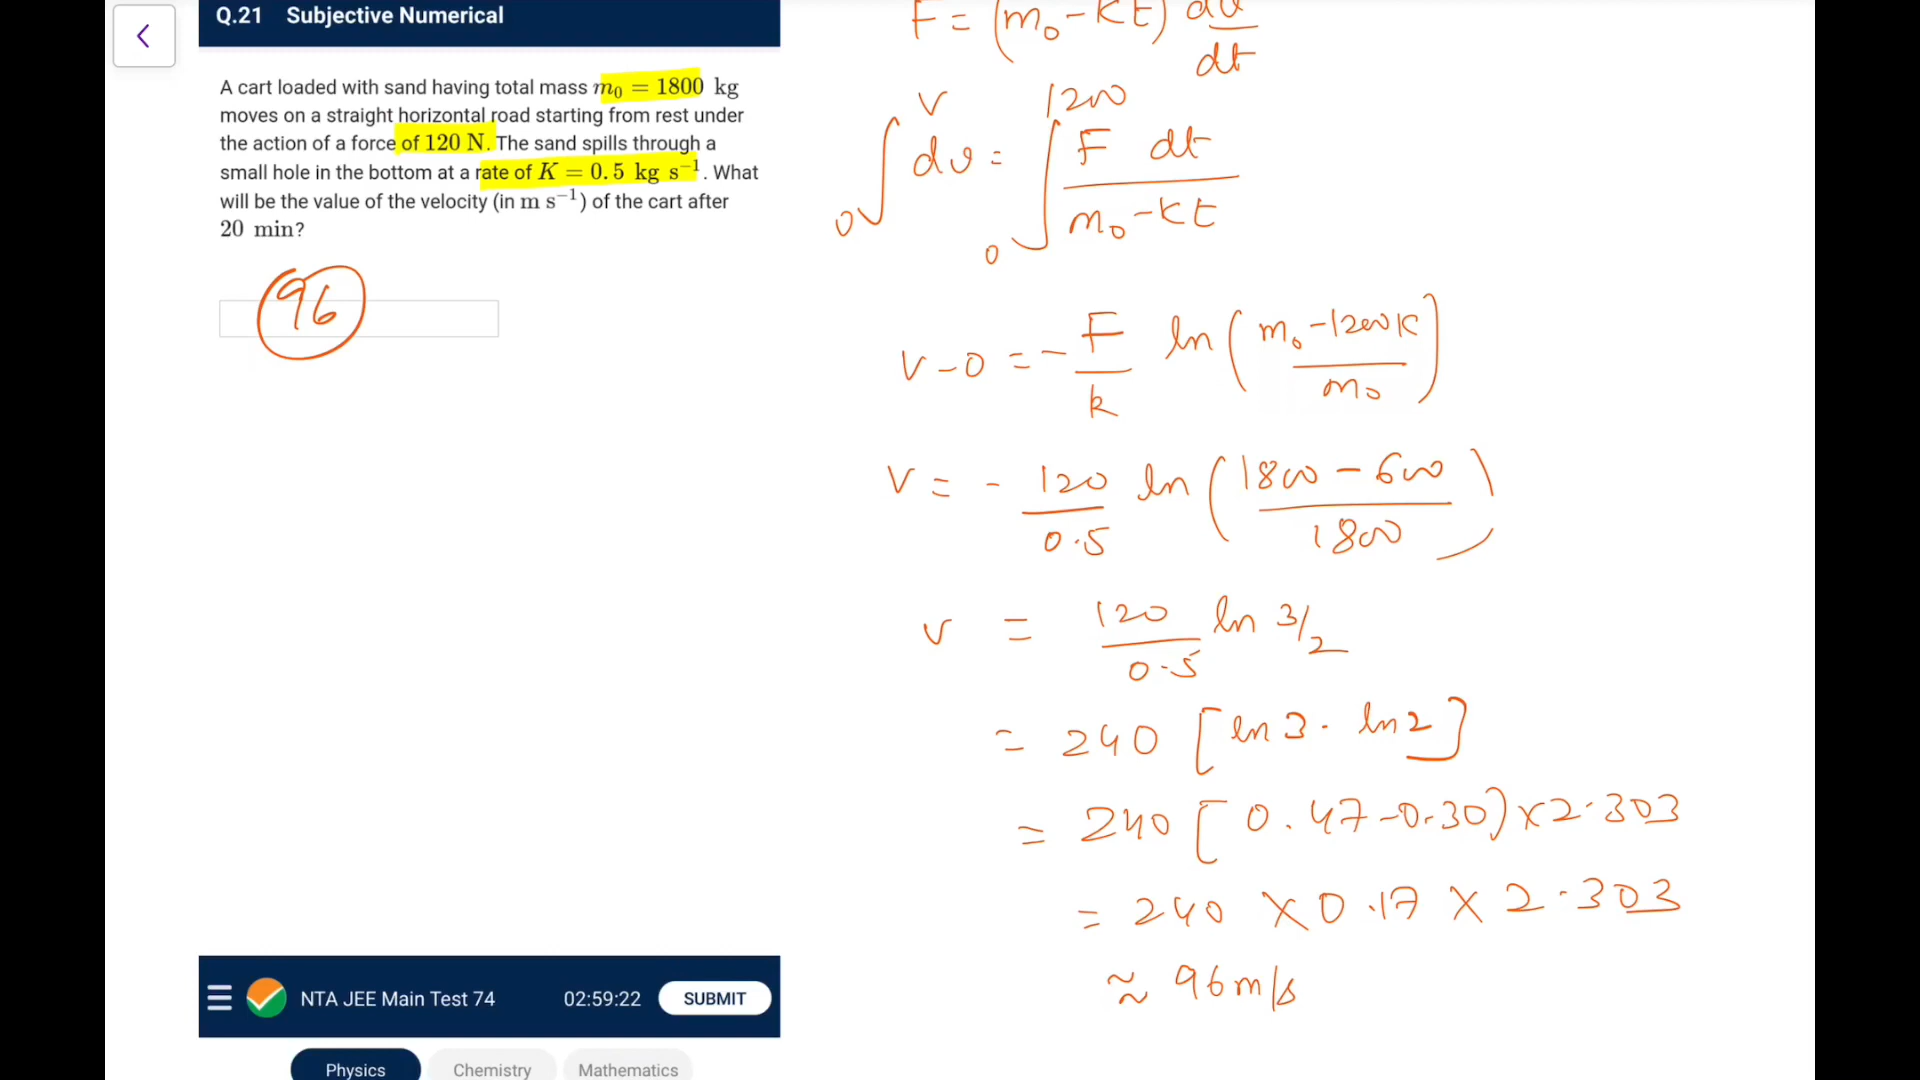 Q.21 Subjective Numerical
A cart loaded with sand having total mass m₀ = 1800 kg
moves on a straight horizontal road starting from rest under
the action of a force of 120 N. The sand spills through a
small hole in the bottom at a rate of K = 0.5 kg s⁻¹. What
will be the value of the velocity (in m s⁻¹) of the cart after
20 min?
96
F = (m₀ - Kt) dv/dt
∫₀^v dv = ∫₀^1200 F dt / (m₀ - Kt)
v - 0 = - F/k ln ( (m₀ - 1200K) / m₀ )
v = - 120/0.5 ln ( (1800 - 600) / 1800 )
v = 120/0.5 ln 3/2
= 240 [ln 3 - ln 2]
= 240 [0.47 - 0.30) × 2.303
= 240 × 0.17 × 2.303
≈ 96 m/s
NTA JEE Main Test 74 02:59:22 SUBMIT
Physics Chemistry Mathematics